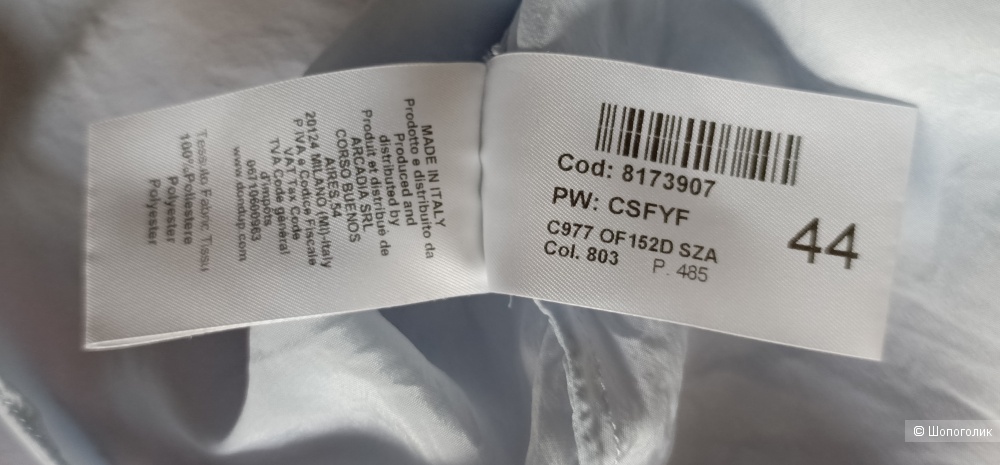 MADE IN ITALY
Prodotto e distribuito da
Produced and
distributed by
Produit et distribué de
ARCADIA SRL
CORSO BUENOS
AIRES,54
20124 MILANO (MI)-Italy
P.IVA e Codice Fiscale
VAT Tax Code
TVA Code général
d'impots
06710600963
www.dondup.com
Tessuto Fabric Tissu
100%Poliestere
Polyester
Polyester
Cod: 8173907
PW: CSFYF
C977 OF152D SZA
Col. 803 P. 485
44
© Шопоголик